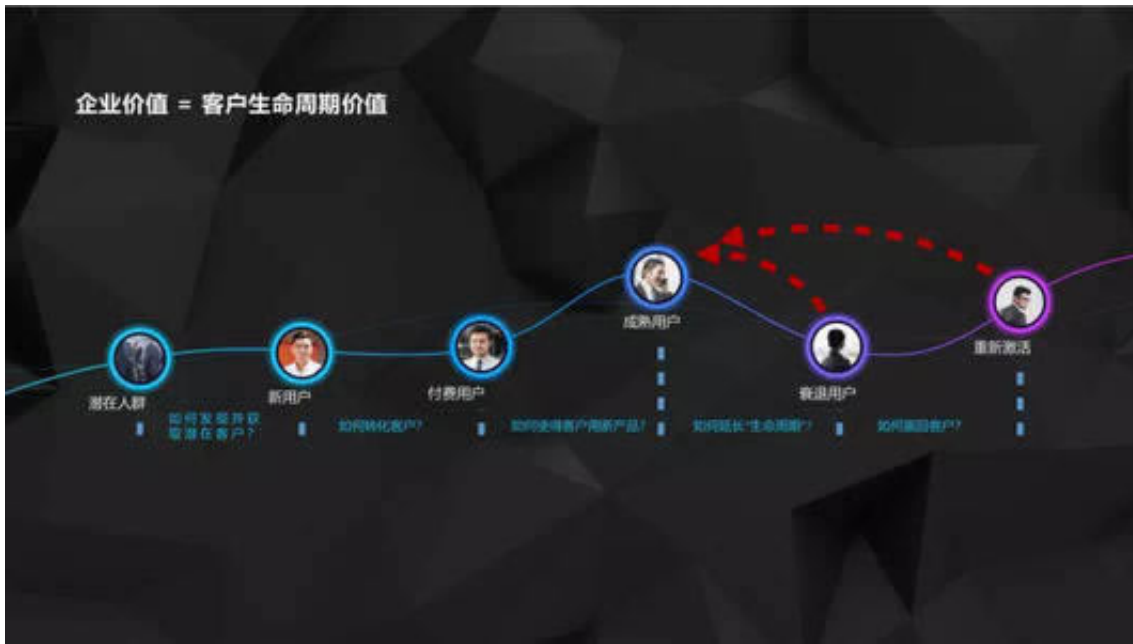 企业价值 = 客户生命周期价值
成熟用户
重新激活
潜在人群
新用户
付费用户
衰退用户
如何发现并获
取潜在客户?
如何转化客户?
如何使得客户用新产品?
如何延长"生命周期"?
如何赢回客户?